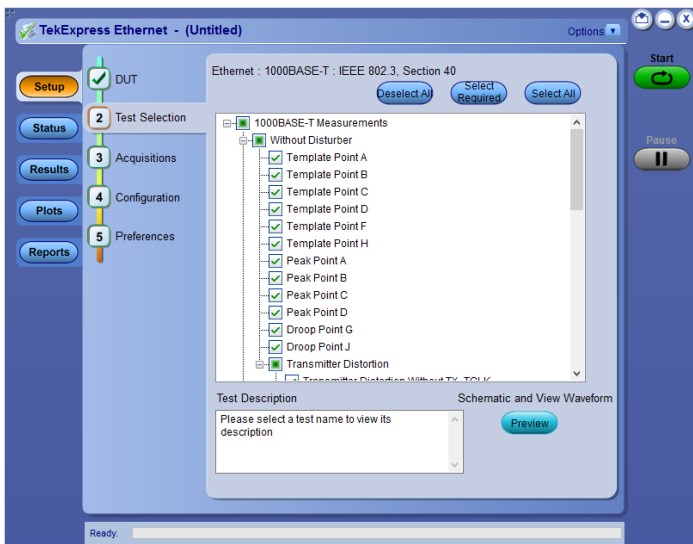 TekExpress Ethernet - (Untitled)
Options
Start
Pause
Setup
Status
Results
Plots
Reports
DUT
2 Test Selection
3 Acquisitions
4 Configuration
5 Preferences
Ethernet : 1000BASE-T : IEEE 802.3, Section 40
Deselect All
Select Required
Select All
1000BASE-T Measurements
Without Disturber
Template Point A
Template Point B
Template Point C
Template Point D
Template Point F
Template Point H
Peak Point A
Peak Point B
Peak Point C
Peak Point D
Droop Point G
Droop Point J
Transmitter Distortion
Transmitter Distortion Without TX_TCLK
Test Description
Schematic and View Waveform
Please select a test name to view its
description
Preview
Ready.